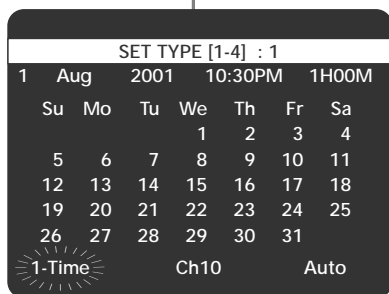 SET TYPE [1-4] : 1
1 Aug 2001 10:30PM 1H00M
Su Mo Tu We Th Fr Sa
1 2 3 4
5 6 7 8 9 10 11
12 13 14 15 16 17 18
19 20 21 22 23 24 25
26 27 28 29 30 31
1-Time Ch10 Auto